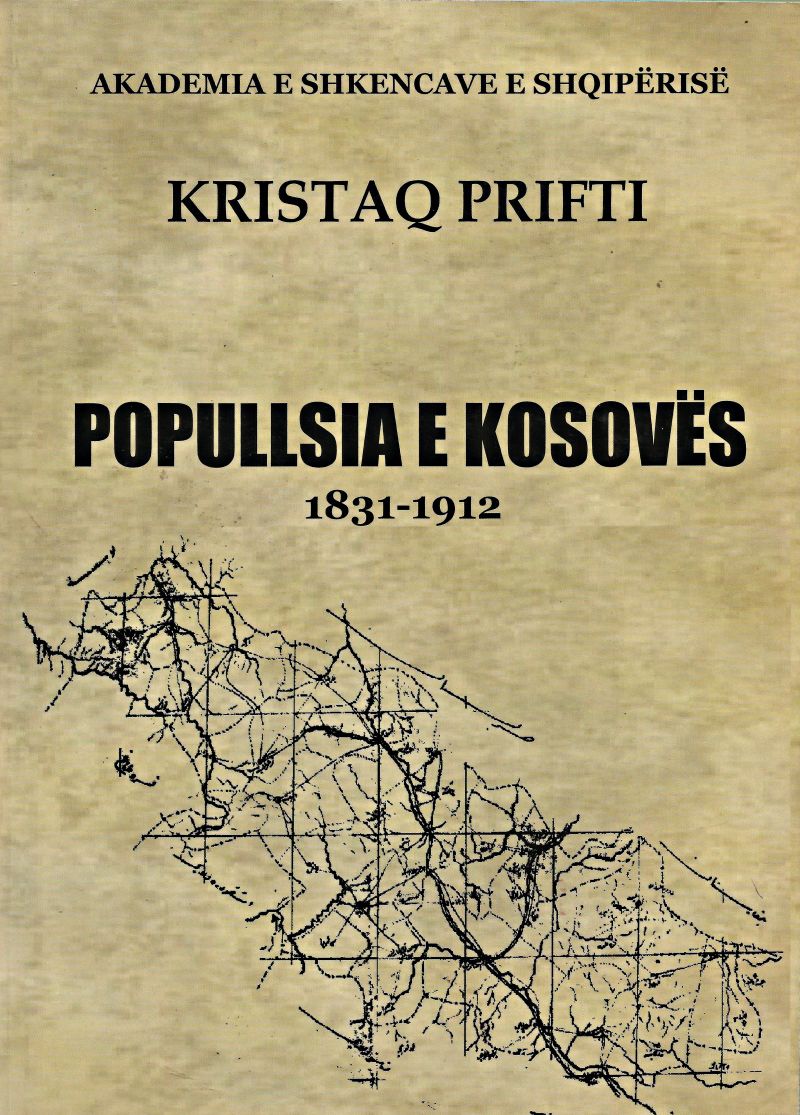 AKADEMIA E SHKENCAVE E SHQIPËRISË
KRISTAQ PRIFTI
POPULLSIA E KOSOVËS
1831-1912